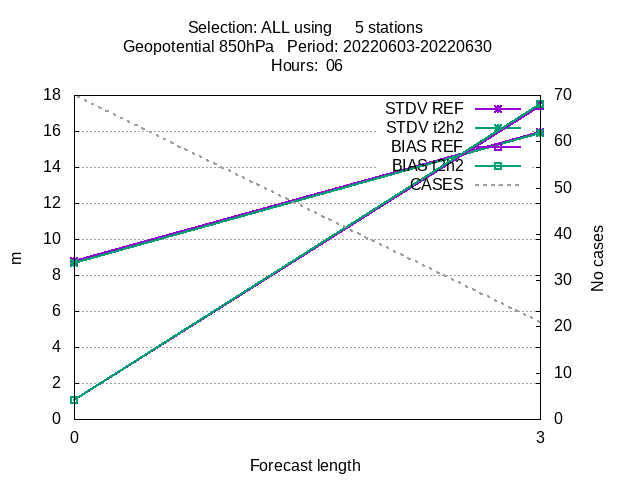 Selection: ALL using     5 stations
Geopotential 850hPa   Period: 20220603-20220630
Hours:  06
18
16
14
12
10
8
6
4
2
0
m
STDV REF
STDV t2h2
BIAS REF
BIAS t2h2
CASES
70
60
50
40
30
20
10
0
No cases
0
3
Forecast length